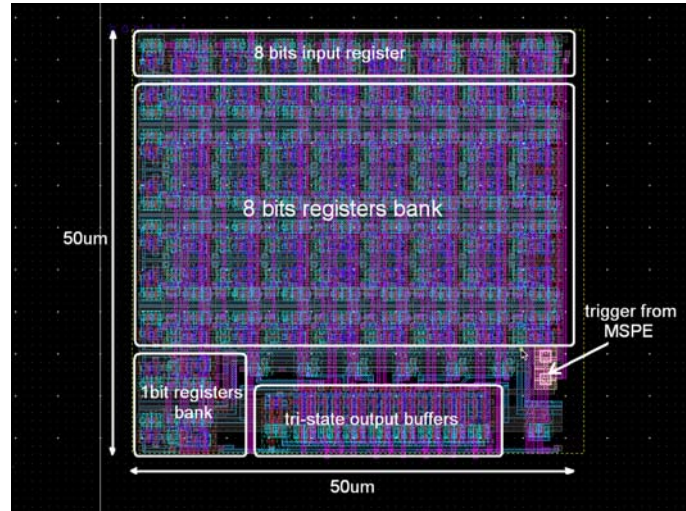 8 bits input register
8 bits registers bank
50um
trigger from
MSPE
1bit registers
bank
tri-state output buffers
50um